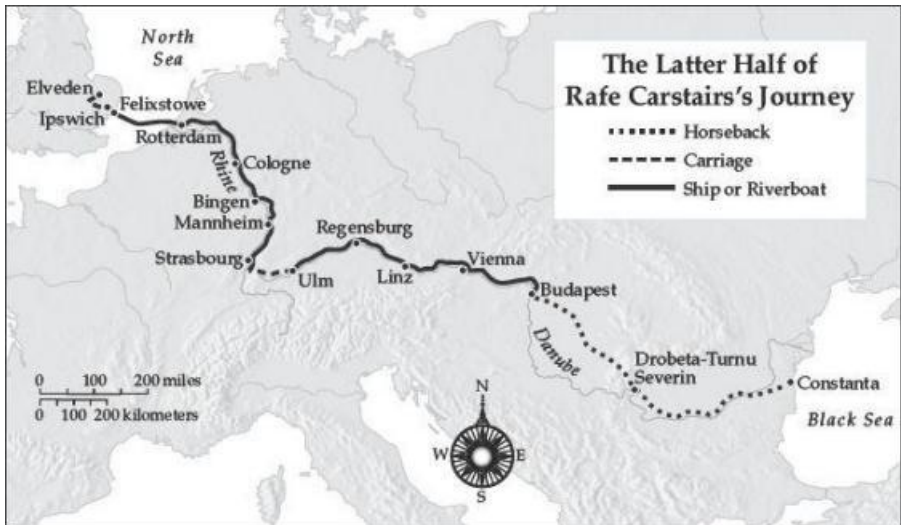 North
Sea
The Latter Half of
Rafe Carstairs's Journey
Horseback
Carriage
Ship or Riverboat
Elveden
Felixstowe
Ipswich
Rotterdam
Rhine
Cologne
Bingen
Mannheim
Regensburg
Strasbourg
Ulm
Linz
Vienna
Budapest
Danube
Drobeta-Turnu
Severin
Constanta
Black Sea
0 100 200 miles
0 100 200 kilometers
N
W E
S